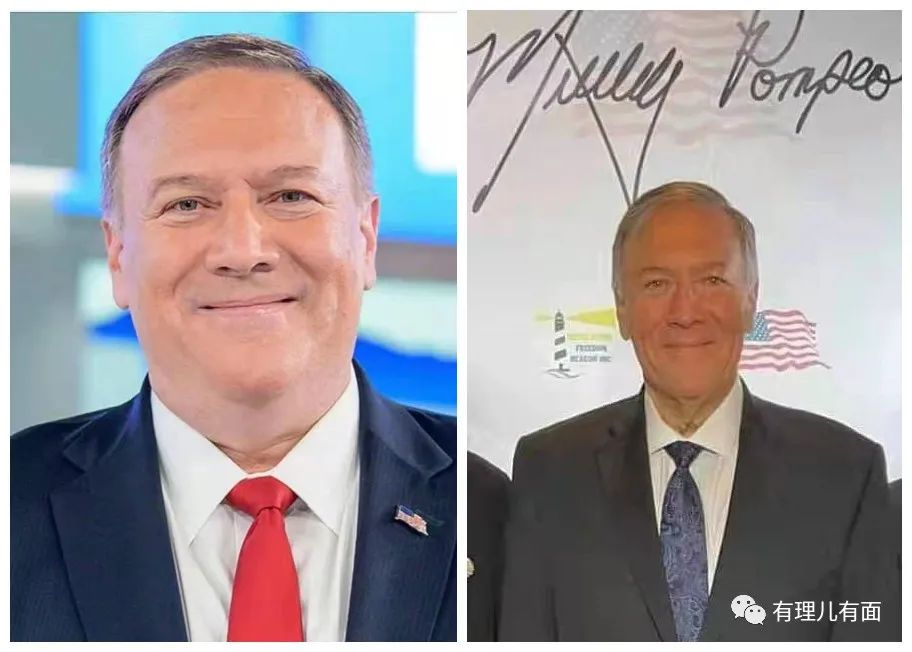 Pompeo
FREEDOM
BEACON INC
有理儿有面